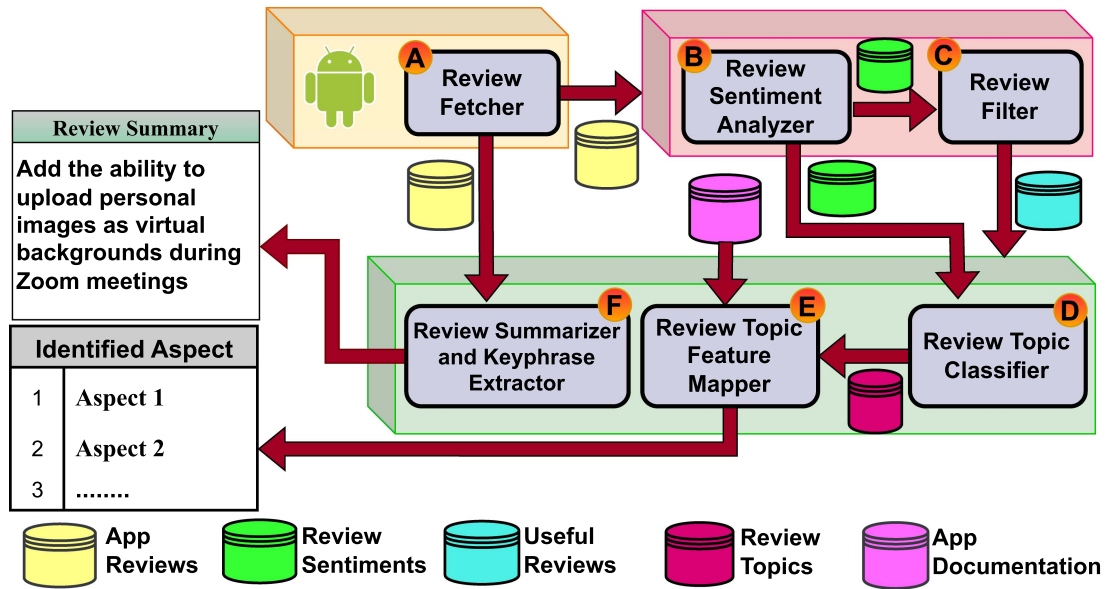 A
Review
Fetcher
B
Review
Sentiment
Analyzer
C
Review
Filter
Review Summary
Add the ability to
upload personal
images as virtual
backgrounds during
Zoom meetings
F
Review Summarizer
and Keyphrase
Extractor
E
Review Topic
Feature
Mapper
D
Review Topic
Classifier
Identified Aspect
1 Aspect 1
2 Aspect 2
3 ........
App
Reviews
Review
Sentiments
Useful
Reviews
Review
Topics
App
Documentation